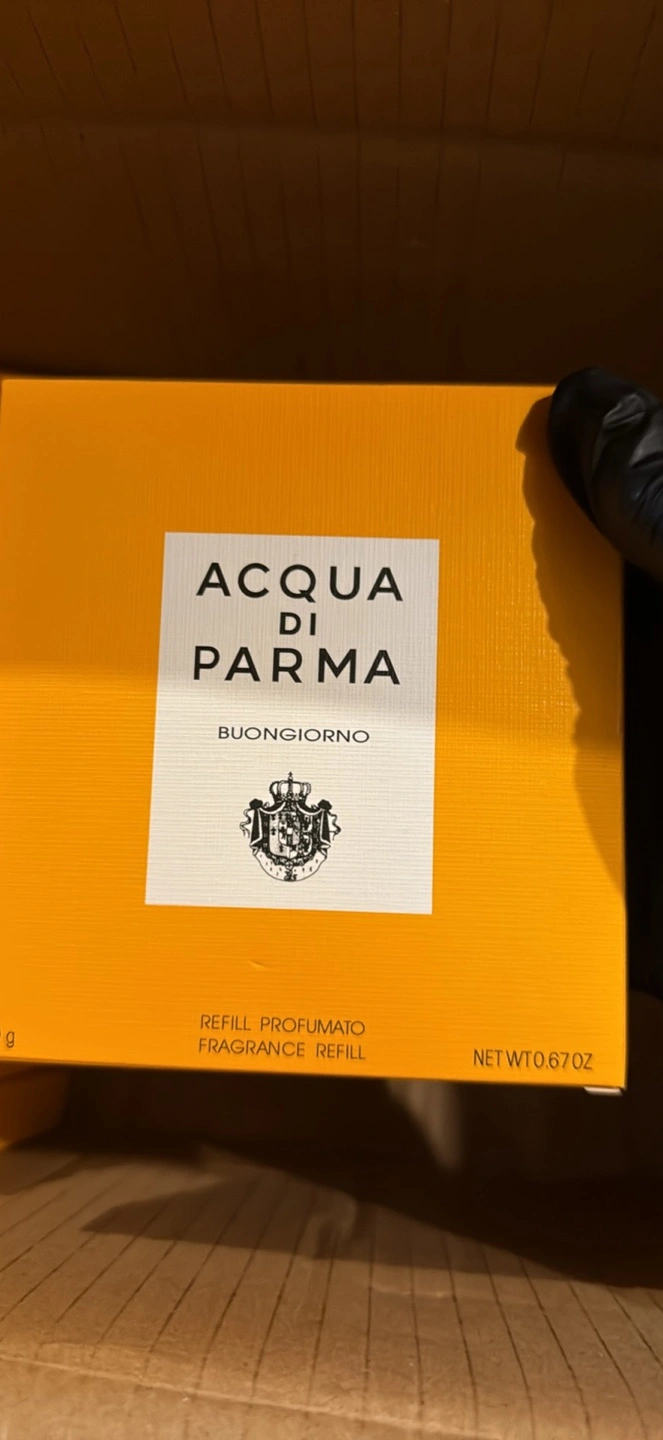 ACQUA
DI
PARMA
BUONGIORNO
REFILL PROFUMATO
FRAGRANCE REFILL
g
NET WT 0.67 OZ